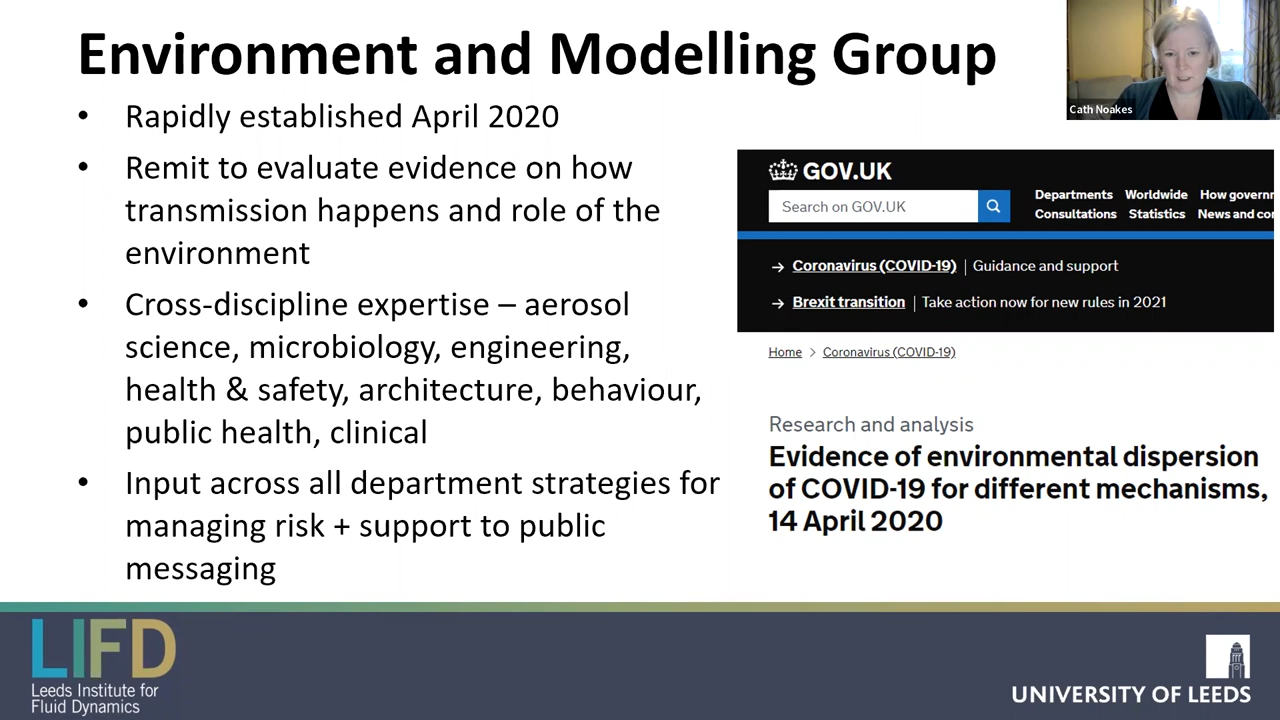 Environment and Modelling Group
• Rapidly established April 2020
• Remit to evaluate evidence on how
transmission happens and role of the
environment
• Cross-discipline expertise – aerosol
science, microbiology, engineering,
health & safety, architecture, behaviour,
public health, clinical
• Input across all department strategies for
managing risk + support to public
messaging
Cath Noakes
GOV.UK
Search on GOV.UK
Departments Worldwide How governm
Consultations Statistics News and co
→ Coronavirus (COVID-19) | Guidance and support
→ Brexit transition | Take action now for new rules in 2021
Home > Coronavirus (COVID-19)
Research and analysis
Evidence of environmental dispersion
of COVID-19 for different mechanisms,
14 April 2020
LIFD
Leeds Institute for
Fluid Dynamics
UNIVERSITY OF LEEDS